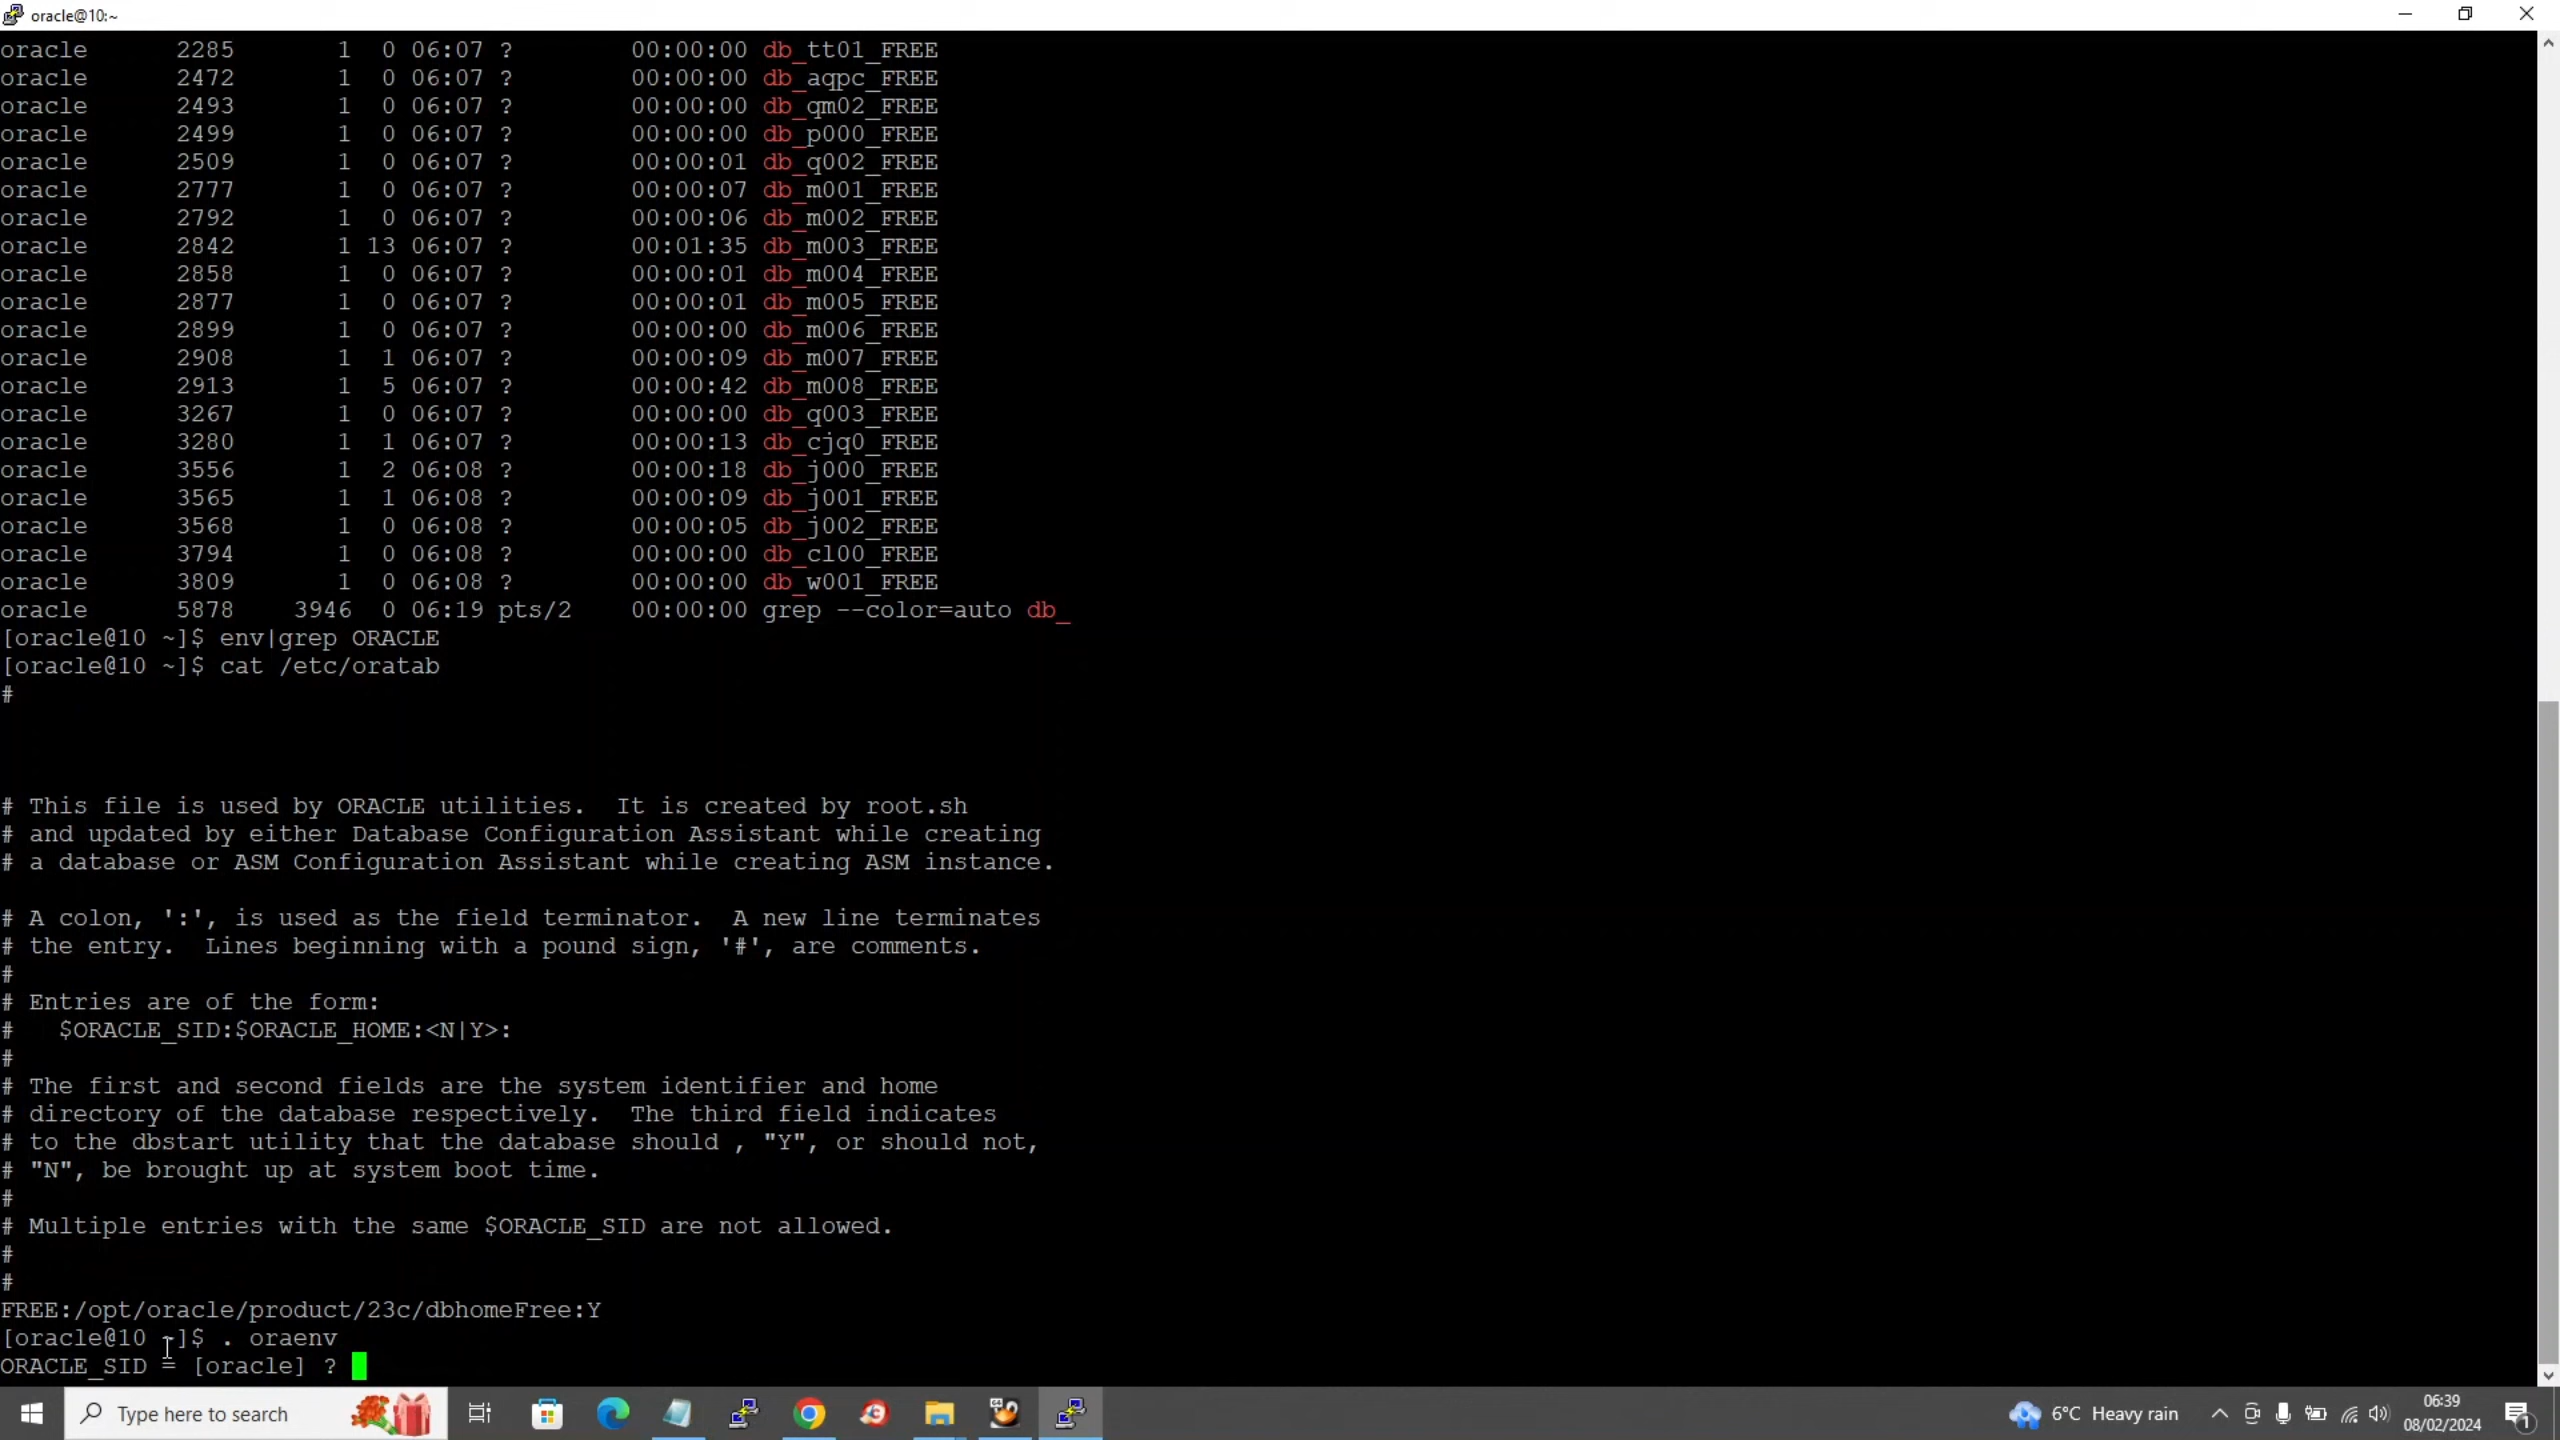 oracle@10:~
oracle 2285 1 0 06:07 ? 00:00:00 db_tt01_FREE
oracle 2472 1 0 06:07 ? 00:00:00 db_aqpc_FREE
oracle 2493 1 0 06:07 ? 00:00:00 db_qm02_FREE
oracle 2499 1 0 06:07 ? 00:00:00 db_p000_FREE
oracle 2509 1 0 06:07 ? 00:00:01 db_q002_FREE
oracle 2777 1 0 06:07 ? 00:00:07 db_m001_FREE
oracle 2792 1 0 06:07 ? 00:00:06 db_m002_FREE
oracle 2842 1 13 06:07 ? 00:01:35 db_m003_FREE
oracle 2858 1 0 06:07 ? 00:00:01 db_m004_FREE
oracle 2877 1 0 06:07 ? 00:00:01 db_m005_FREE
oracle 2899 1 0 06:07 ? 00:00:00 db_m006_FREE
oracle 2908 1 1 06:07 ? 00:00:09 db_m007_FREE
oracle 2913 1 5 06:07 ? 00:00:42 db_m008_FREE
oracle 3267 1 0 06:07 ? 00:00:00 db_q003_FREE
oracle 3280 1 1 06:07 ? 00:00:13 db_cjq0_FREE
oracle 3556 1 2 06:08 ? 00:00:18 db_j000_FREE
oracle 3565 1 1 06:08 ? 00:00:09 db_j001_FREE
oracle 3568 1 0 06:08 ? 00:00:05 db_j002_FREE
oracle 3794 1 0 06:08 ? 00:00:00 db_cl00_FREE
oracle 3809 1 0 06:08 ? 00:00:00 db_w001_FREE
oracle 5878 3946 0 06:19 pts/2 00:00:00 grep --color=auto db_
[oracle@10 ~]$ env|grep ORACLE
[oracle@10 ~]$ cat /etc/oratab
#
# This file is used by ORACLE utilities.  It is created by root.sh
# and updated by either Database Configuration Assistant while creating
# a database or ASM Configuration Assistant while creating ASM instance.
# A colon, ':', is used as the field terminator.  A new line terminates
# the entry.  Lines beginning with a pound sign, '#', are comments.
#
# Entries are of the form:
#   $ORACLE_SID:$ORACLE_HOME:<N|Y>:
#
# The first and second fields are the system identifier and home
# directory of the database respectively.  The third field indicates
# to the dbstart utility that the database should , "Y", or should not,
# "N", be brought up at system boot time.
#
# Multiple entries with the same $ORACLE_SID are not allowed.
#
#
FREE:/opt/oracle/product/23c/dbhomeFree:Y
[oracle@10 ~]$ . oraenv
ORACLE_SID = [oracle] ?
Type here to search
6°C Heavy rain
06:39
08/02/2024
1